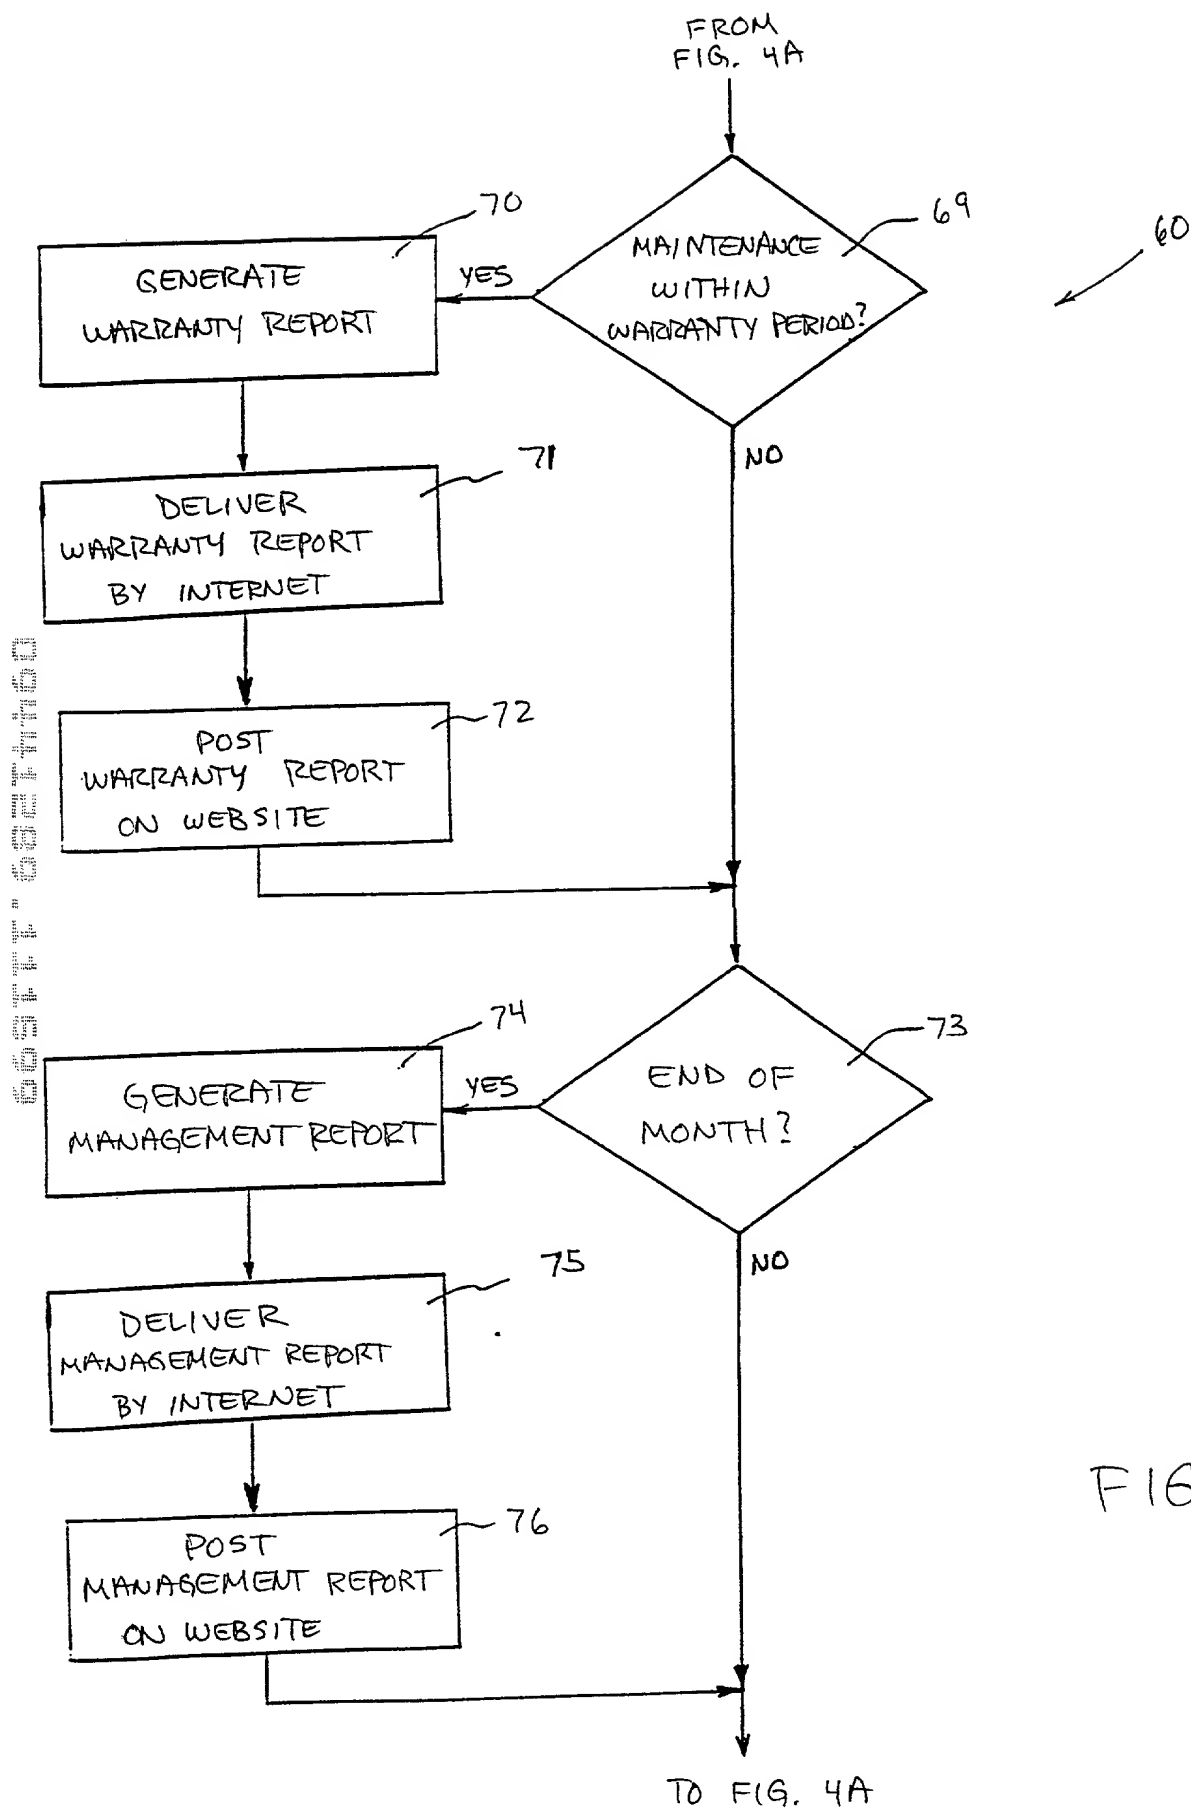 FROM
FIG. 4A
69
60
MAINTENANCE
WITHIN
WARRANTY PERIOD?
YES
NO
70
GENERATE
WARRANTY REPORT
71
DELIVER
WARRANTY REPORT
BY INTERNET
72
POST
WARRANTY REPORT
ON WEBSITE
73
END OF
MONTH?
YES
NO
74
GENERATE
MANAGEMENT REPORT
75
DELIVER
MANAGEMENT REPORT
BY INTERNET
76
POST
MANAGEMENT REPORT
ON WEBSITE
FIG
TO FIG. 4A